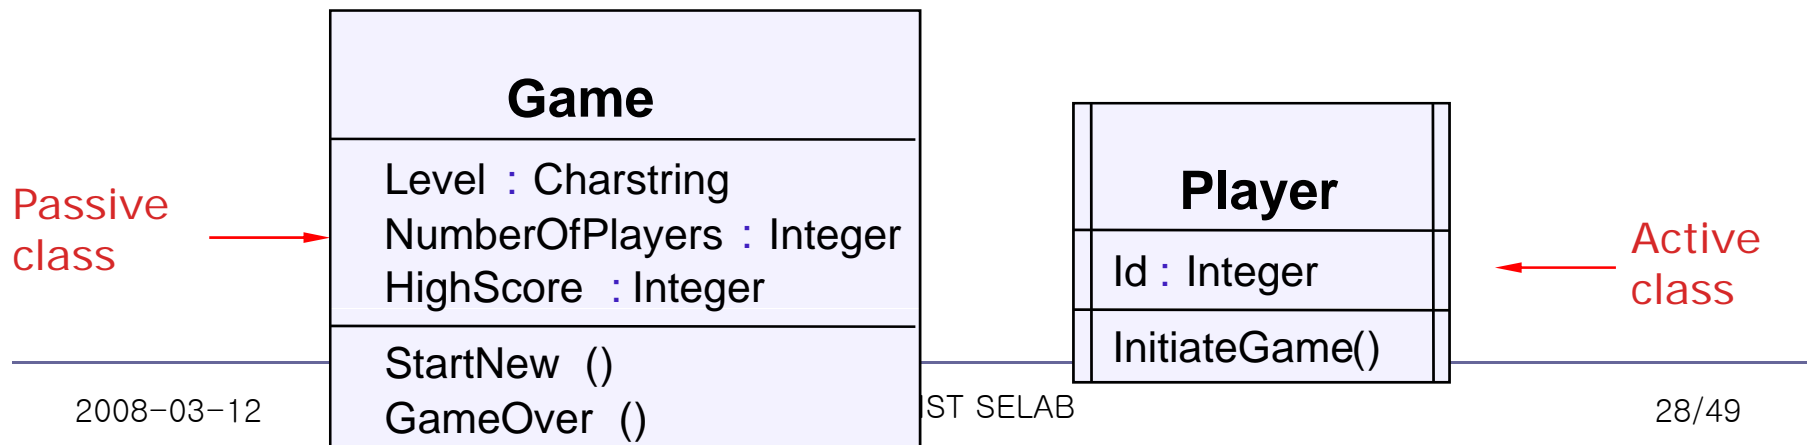 Game
Level : Charstring
NumberOfPlayers : Integer
HighScore : Integer
StartNew ()
GameOver ()
Passive
class
Player
Id : Integer
InitiateGame()
Active
class
2008-03-12
IST SELAB
28/49